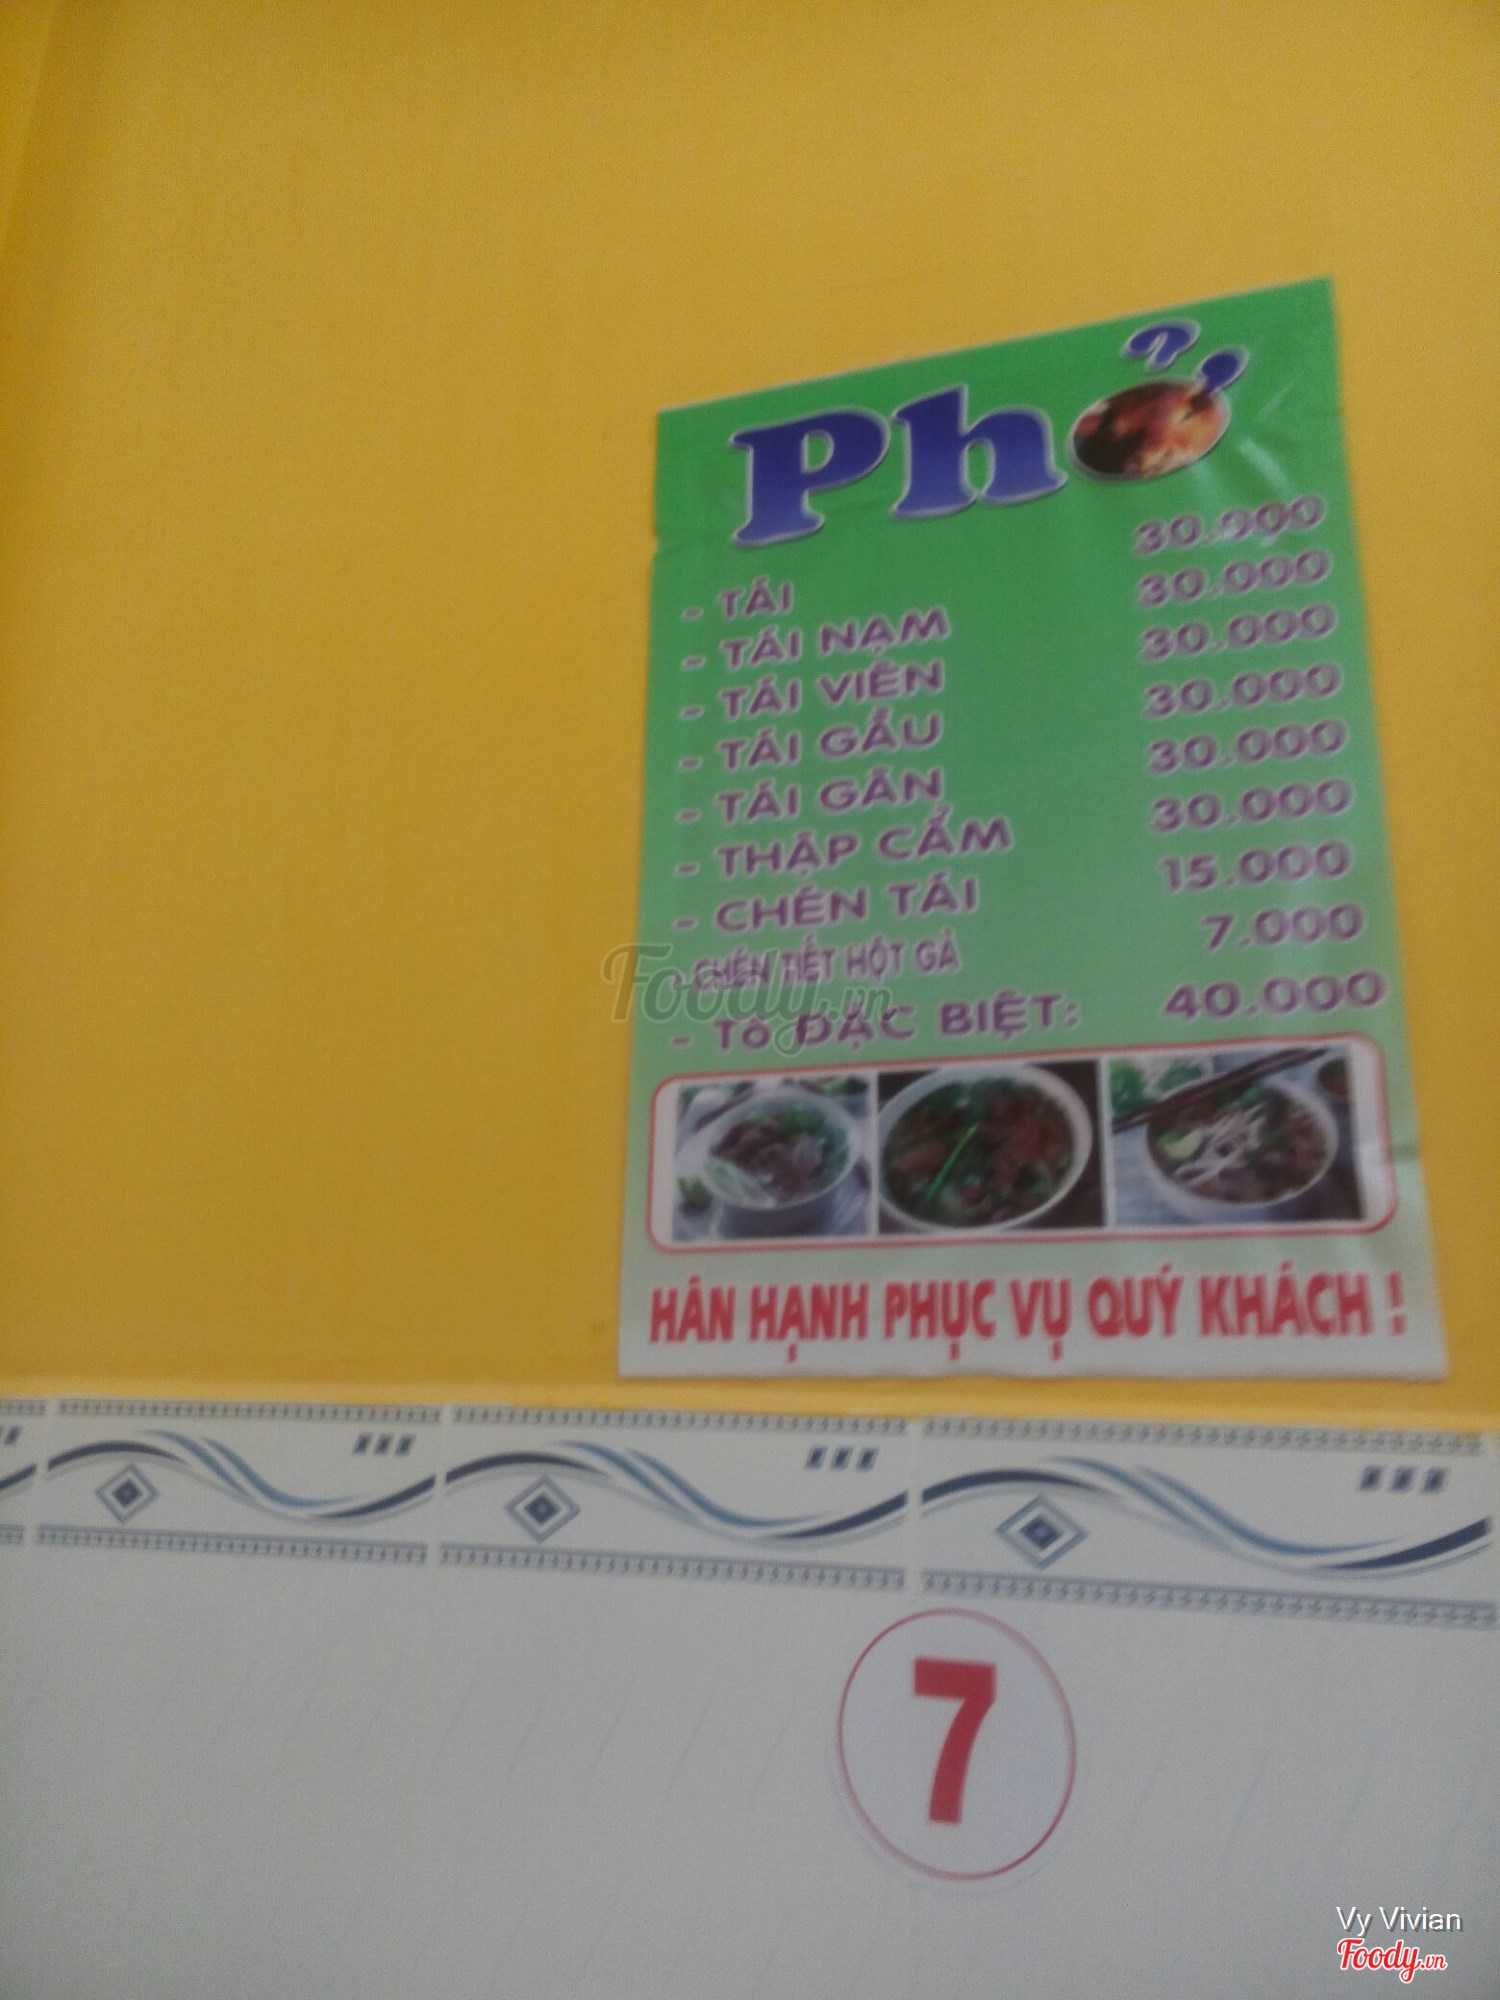 Phở
- TÁI 30.000
- TÁI NẠM 30.000
- TÁI VIÊN 30.000
- TÁI GẦU 30.000
- TÁI GÂN 30.000
- THẬP CẨM 30.000
- CHÉN TÁI 15.000
- CHÉN TIẾT HỘT GÀ 7.000
- Tô ĐẶC BIỆT: 40.000
Foody.vn
HÂN HẠNH PHỤC VỤ QUÝ KHÁCH !
7
Vy Vivian
Foody.vn